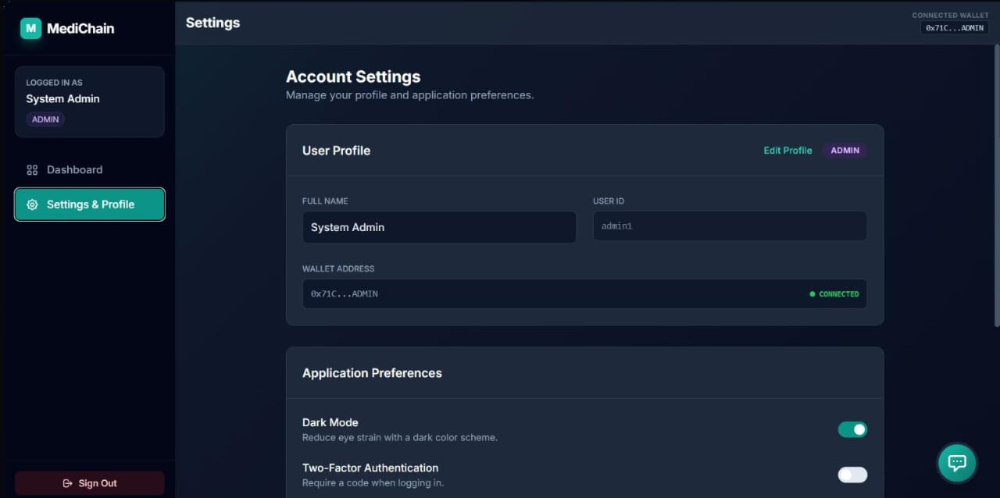 M MediChain
LOGGED IN AS
System Admin
ADMIN
Dashboard
Settings & Profile
Sign Out
Settings
CONNECTED WALLET
0x71C...ADMIN
Account Settings
Manage your profile and application preferences.
User Profile
Edit Profile ADMIN
FULL NAME
System Admin
USER ID
admin1
WALLET ADDRESS
0x71C...ADMIN
CONNECTED
Application Preferences
Dark Mode
Reduce eye strain with a dark color scheme.
Two-Factor Authentication
Require a code when logging in.